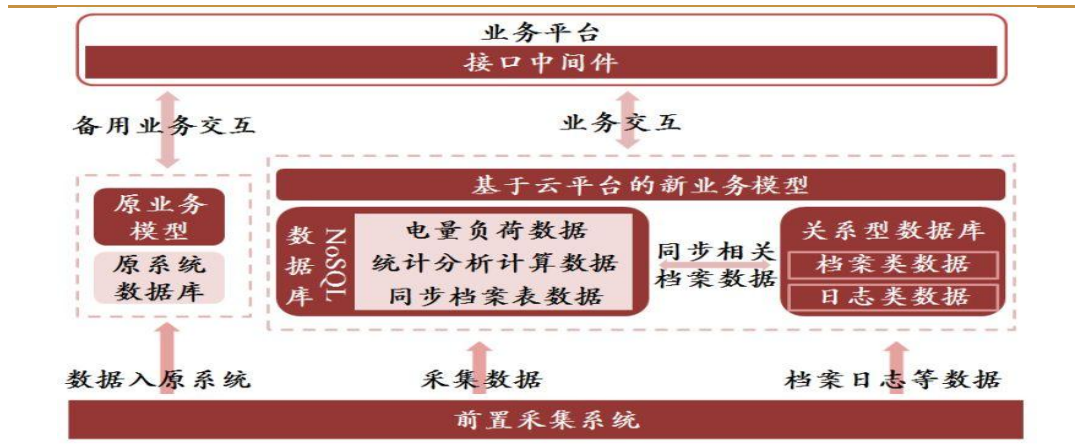 业务平台
接口中间件
备用业务交互
业务交互
基于云平台的新业务模型
原业务
模型
原系统
数据库
数据库
NoSQL
电量负荷数据
统计分析计算数据
同步档案表数据
同步相关
档案数据
关系型数据库
档案类数据
日志类数据
数据入原系统
采集数据
档案日志等数据
前置采集系统